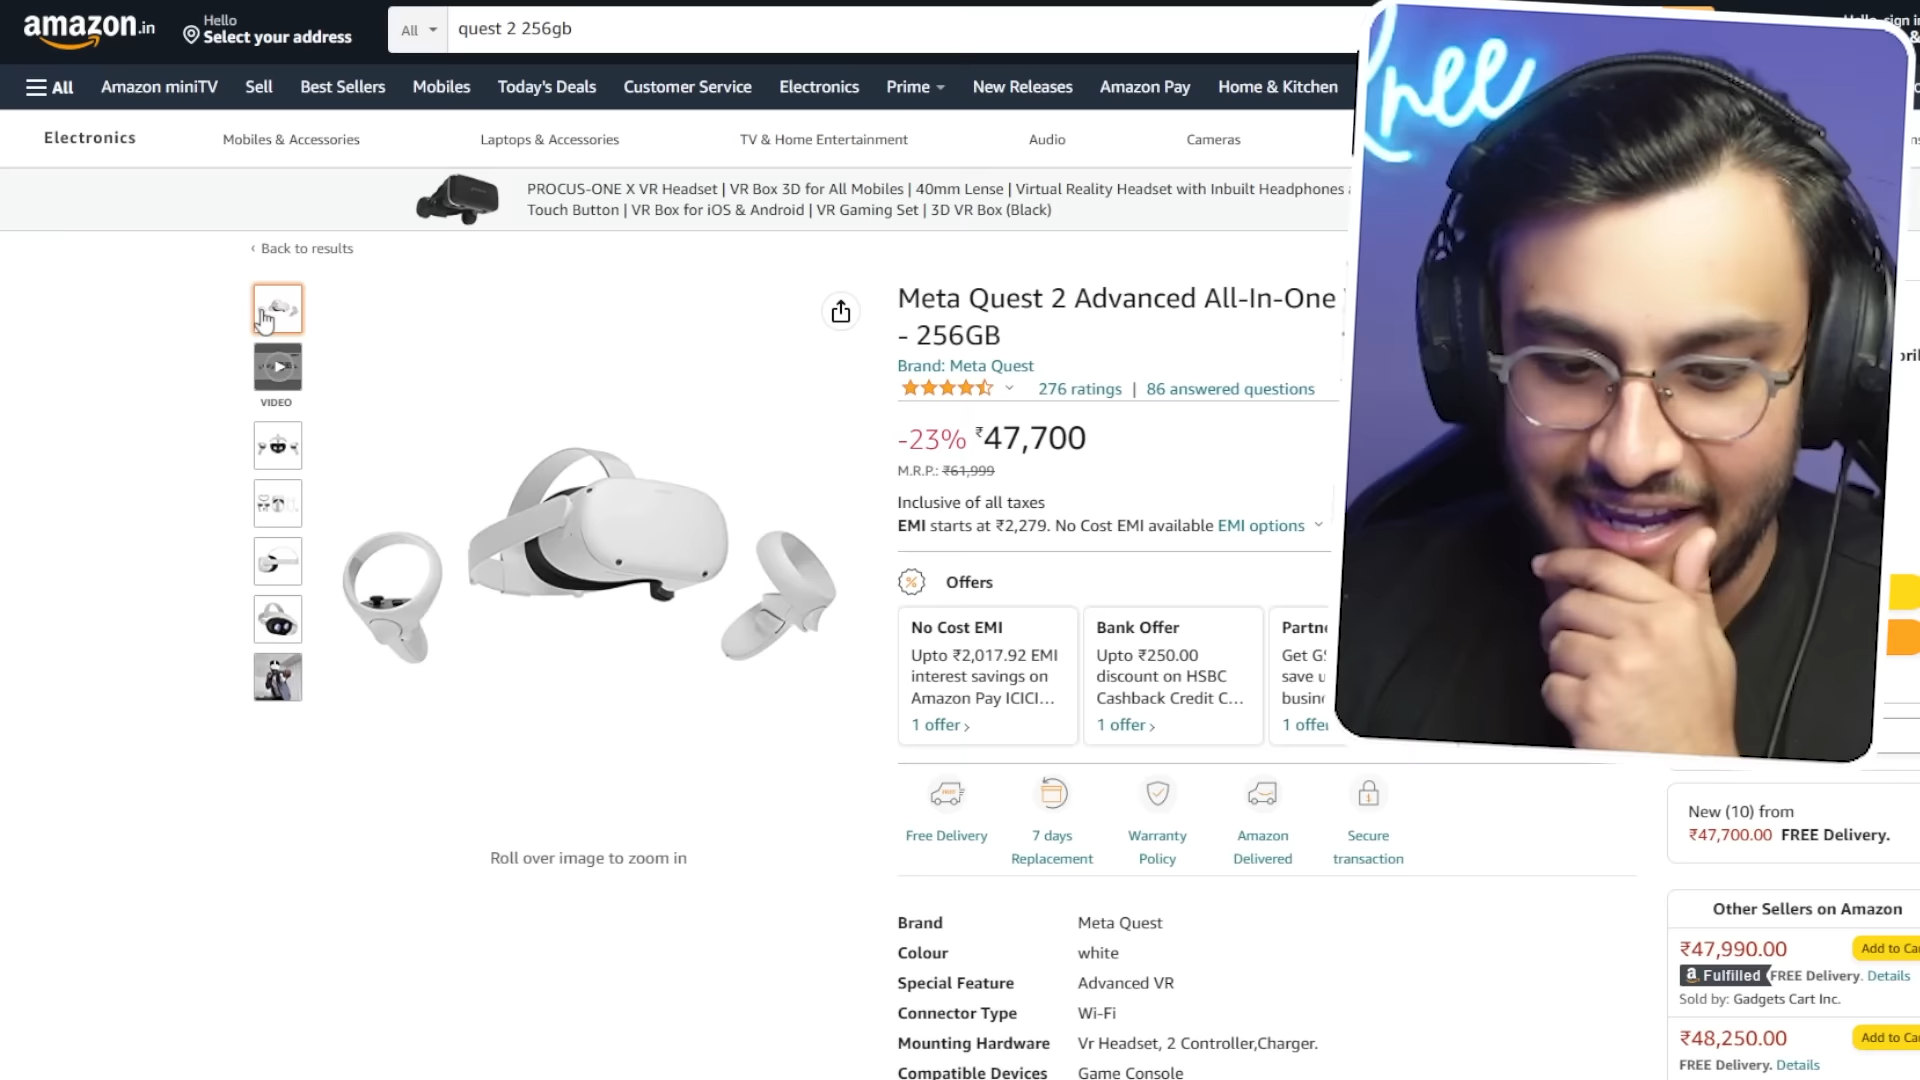 amazon.in
Hello
Select your address
All
quest 2 256gb
All
Amazon miniTV
Sell
Best Sellers
Mobiles
Today's Deals
Customer Service
Electronics
Prime
New Releases
Amazon Pay
Home & Kitchen
Electronics
Mobiles & Accessories
Laptops & Accessories
TV & Home Entertainment
Audio
Cameras
PROCUS-ONE X VR Headset | VR Box 3D for All Mobiles | 40mm Lense | Virtual Reality Headset with Inbuilt Headphones
Touch Button | VR Box for iOS & Android | VR Gaming Set | 3D VR Box (Black)
‹ Back to results
VIDEO
Roll over image to zoom in
Meta Quest 2 Advanced All-In-One
- 256GB
Brand: Meta Quest
276 ratings | 86 answered questions
-23% ₹47,700
M.R.P.: ₹61,999
Inclusive of all taxes
EMI starts at ₹2,279. No Cost EMI available EMI options
Offers
No Cost EMI
Upto ₹2,017.92 EMI
interest savings on
Amazon Pay ICICI…
1 offer ›
Bank Offer
Upto ₹250.00
discount on HSBC
Cashback Credit C…
1 offer ›
Get
save
1
Free Delivery
7 days
Replacement
Warranty
Policy
Amazon
Delivered
Secure
transaction
Brand Meta Quest
Colour white
Special Feature Advanced VR
Connector Type Wi-Fi
Mounting Hardware Vr Headset, 2 Controller,Charger.
Compatible Devices Game Console
New (10) from
₹47,700.00 FREE Delivery.
Other Sellers on Amazon
₹47,990.00
Add to
a Fulfilled FREE Delivery. Details
Sold by: Gadgets Cart Inc.
₹48,250.00
Add to
FREE Delivery. Details